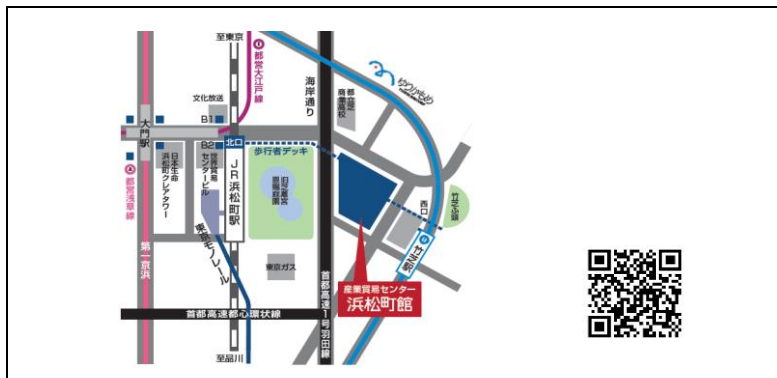 至東京
都営大江戸線
文化放送
海岸通り
ゆりかもめ
都立芝商業高校
大門駅
B1
B2
北口
歩行者デッキ
日本生命
浜松町クレアタワー
世界貿易
センタービル
JR浜松町駅
旧芝離宮
恩賜庭園
西口
竹芝ふ頭
都営浅草線
第一京浜
東京モノレール
東京ガス
竹芝駅
産業貿易センター
浜松町館
首都高速都心環状線
首都高速1号羽田線
至品川